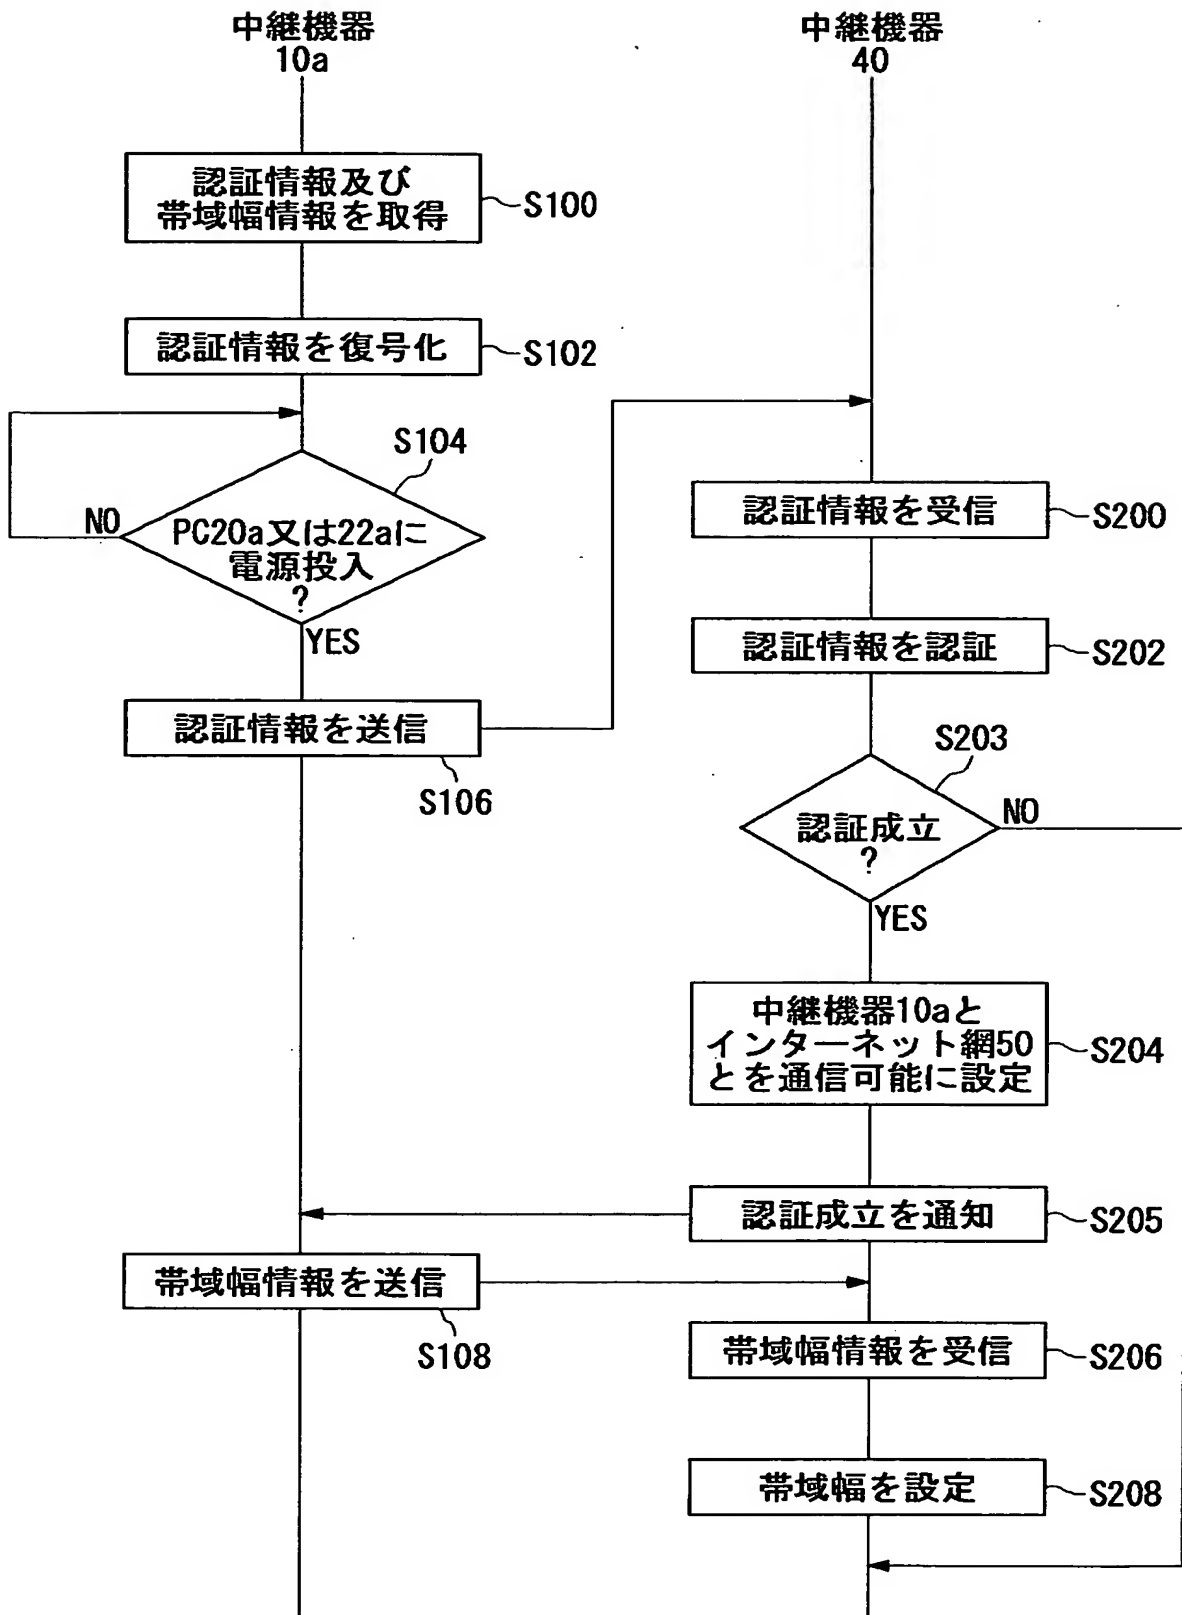 中継機器
10a
中継機器
40
認証情報及び
帯域幅情報を取得
S100
認証情報を復号化
S102
S104
NO
PC20a又は22aに
電源投入
?
YES
認証情報を送信
S106
認証情報を受信
S200
認証情報を認証
S202
S203
認証成立
?
NO
YES
中継機器10aと
インターネット網50
とを通信可能に設定
S204
認証成立を通知
S205
帯域幅情報を送信
S108
帯域幅情報を受信
S206
帯域幅を設定
S208